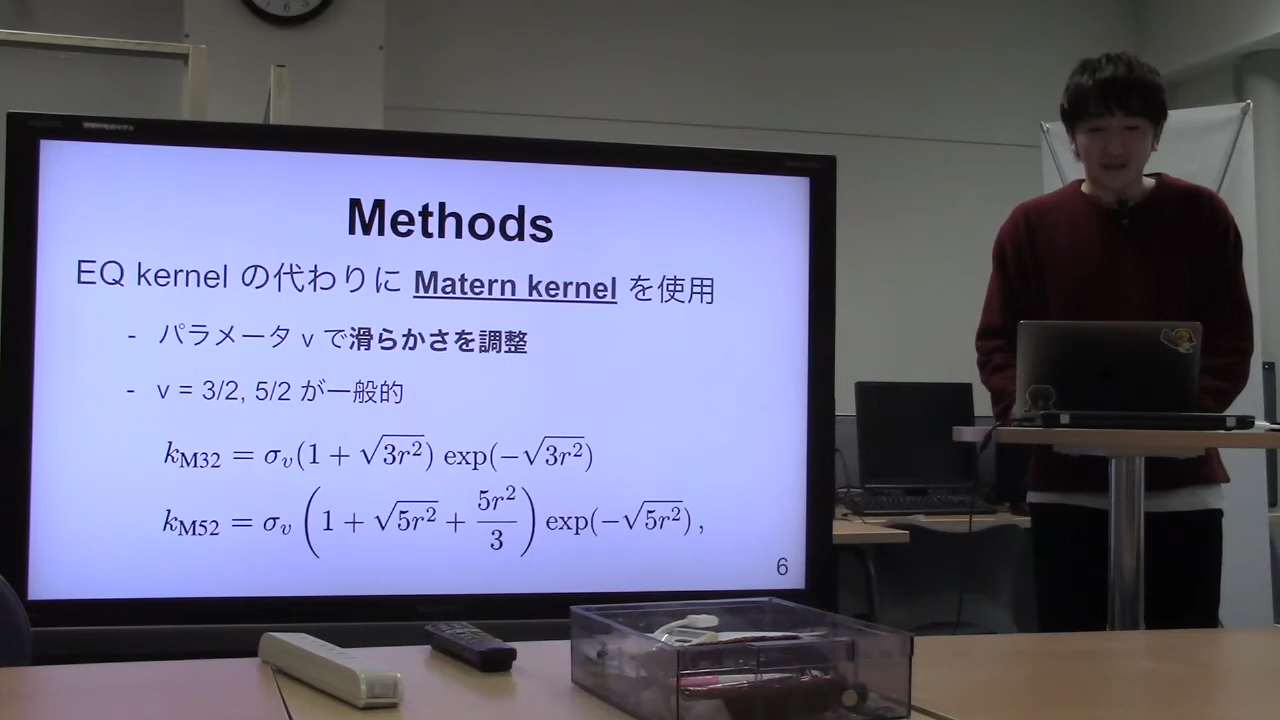 Methods
EQ kernel の代わりに Matern kernel を使用
- パラメータ v で滑らかさを調整
- v = 3/2, 5/2 が一般的
k_M32 = σ_v(1 + √3r²) exp(−√3r²)
k_M52 = σ_v (1 + √5r² + 5r²/3) exp(−√5r²),
6